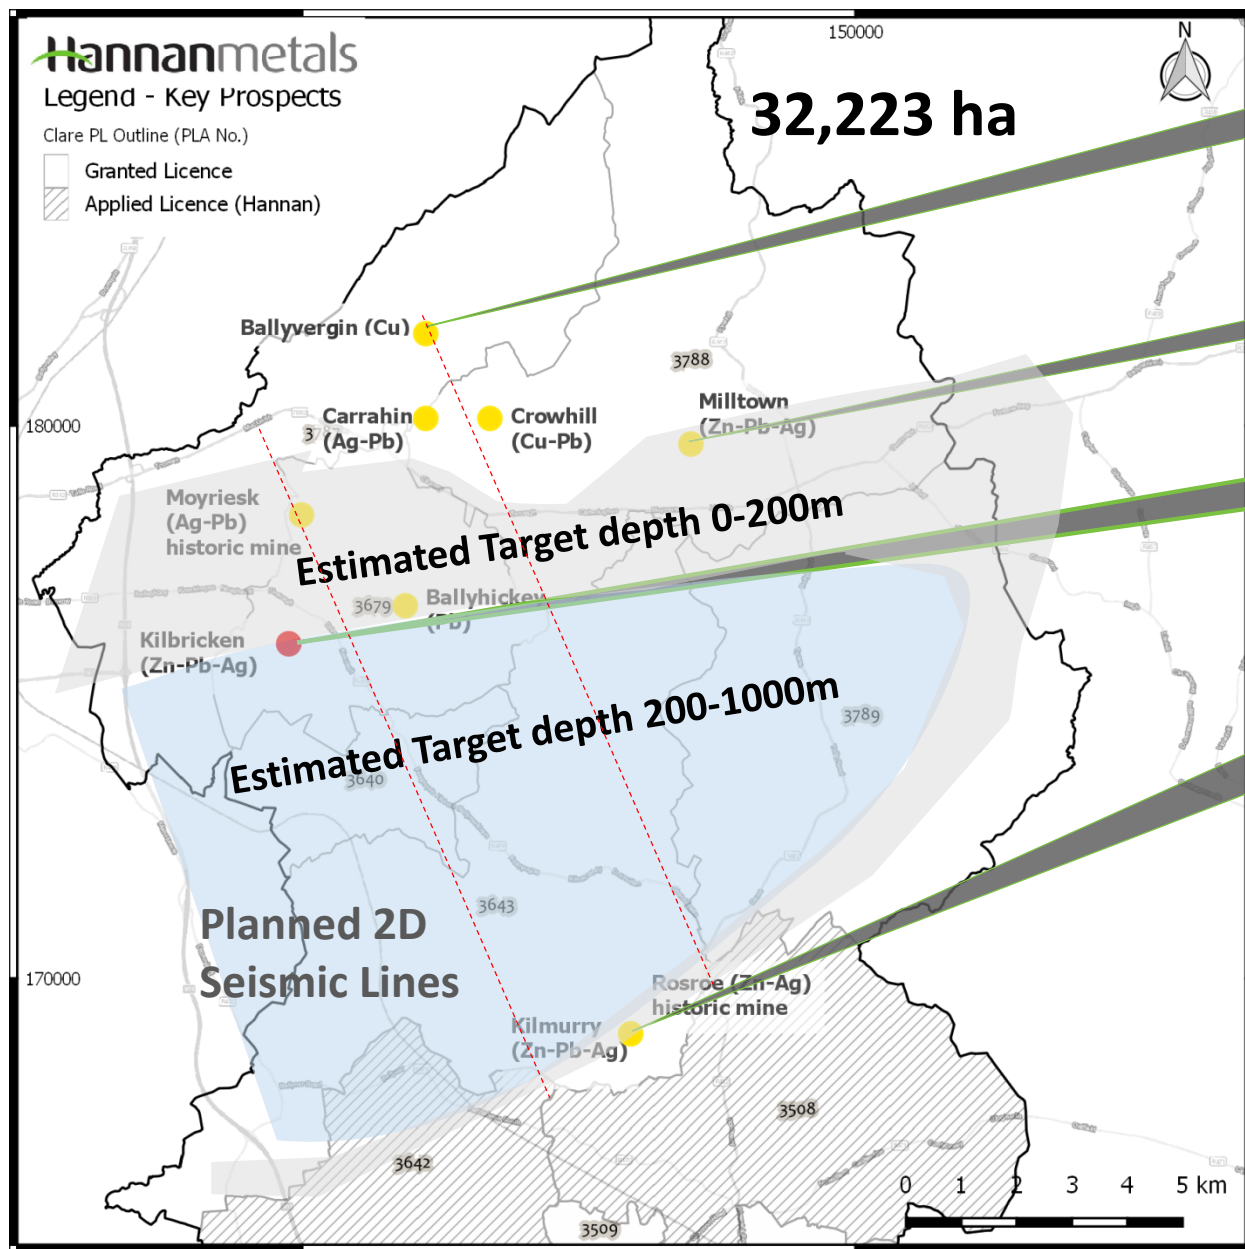 Hannanmetals
Legend - Key Prospects
Clare PL Outline (PLA No.)
Granted Licence
Applied Licence (Hannan)
150000
N
32,223 ha
Ballyvergin (Cu)
3788
Milltown
(Zn-Pb-Ag)
Carrahin
(Ag-Pb)
Crowhill
(Cu-Pb)
180000
Moyriesk
(Ag-Pb)
historic mine
Estimated Target depth 0-200m
3679
Ballyhickey
(Pb)
Kilbricken
(Zn-Pb-Ag)
Estimated Target depth 200-1000m
3789
3640
3643
Planned 2D
Seismic Lines
170000
Rosroe (Zn-Ag)
historic mine
Kilmurry
(Zn-Pb-Ag)
3508
3642
3509
0 1 2 3 4 5 km